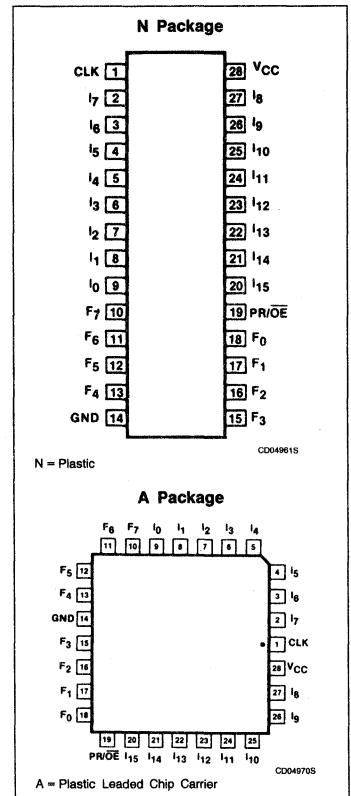 N Package
CLK 1 28 VCC
I7 2 27 I8
I6 3 26 I9
I5 4 25 I10
I4 5 24 I11
I3 6 23 I12
I2 7 22 I13
I1 8 21 I14
I0 9 20 I15
F7 10 19 PR/OE
F6 11 18 F0
F5 12 17 F1
F4 13 16 F2
GND 14 15 F3
CD04961S
N = Plastic
A Package
F6 F7 I0 I1 I2 I3 I4
11 10 9 8 7 6 5
F5 12 4 I5
F4 13 3 I6
GND 14 2 I7
F3 15 1 CLK
F2 16 28 VCC
F1 17 27 I8
F0 18 26 I9
19 20 21 22 23 24 25
PR/OE I15 I14 I13 I12 I11 I10
CD04970S
A = Plastic Leaded Chip Carrier